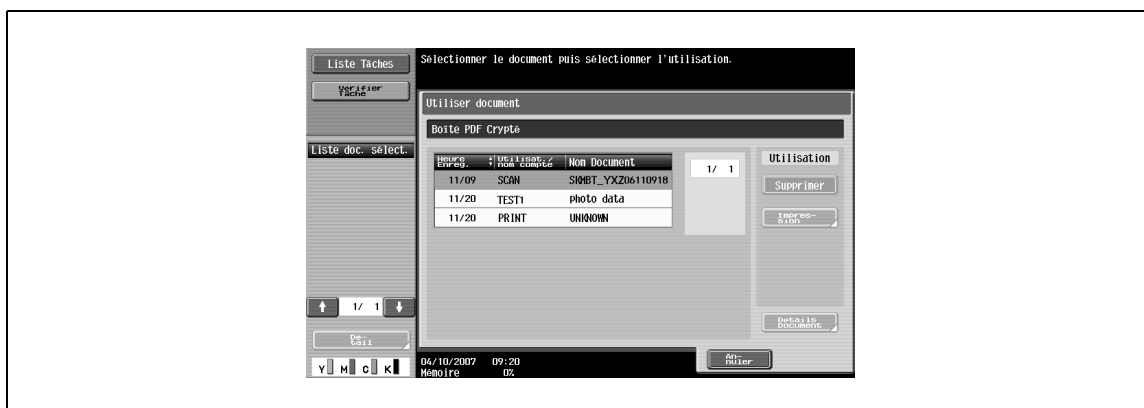 Liste Tâches
Vérifier
Tâche
Liste doc. sélect.
1/ 1
Dé-
tail
Y M C K
Sélectionner le document puis sélectionner l'utilisation.
Utiliser document
Boîte PDF Crypté
Heure Enreg. Utilisat./ nom compte Nom Document
11/09 SCAN SKMBT_YXZ06110918
11/20 TEST1 photo data
11/20 PRINT UNKNOWN
1/ 1
Utilisation
Supprimer
Impres-
sion
Détails
Document
An-
nuler
04/10/2007 09:20
Mémoire 0%